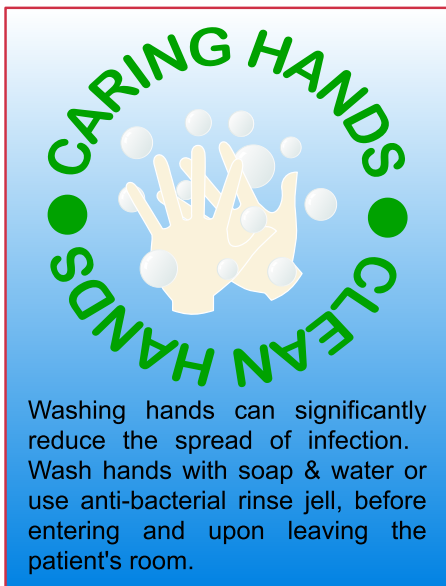 CARING HANDS
CLEAN HANDS
Washing hands can significantly
reduce the spread of infection.
Wash hands with soap & water or
use anti-bacterial rinse jell, before
entering and upon leaving the
patient's room.